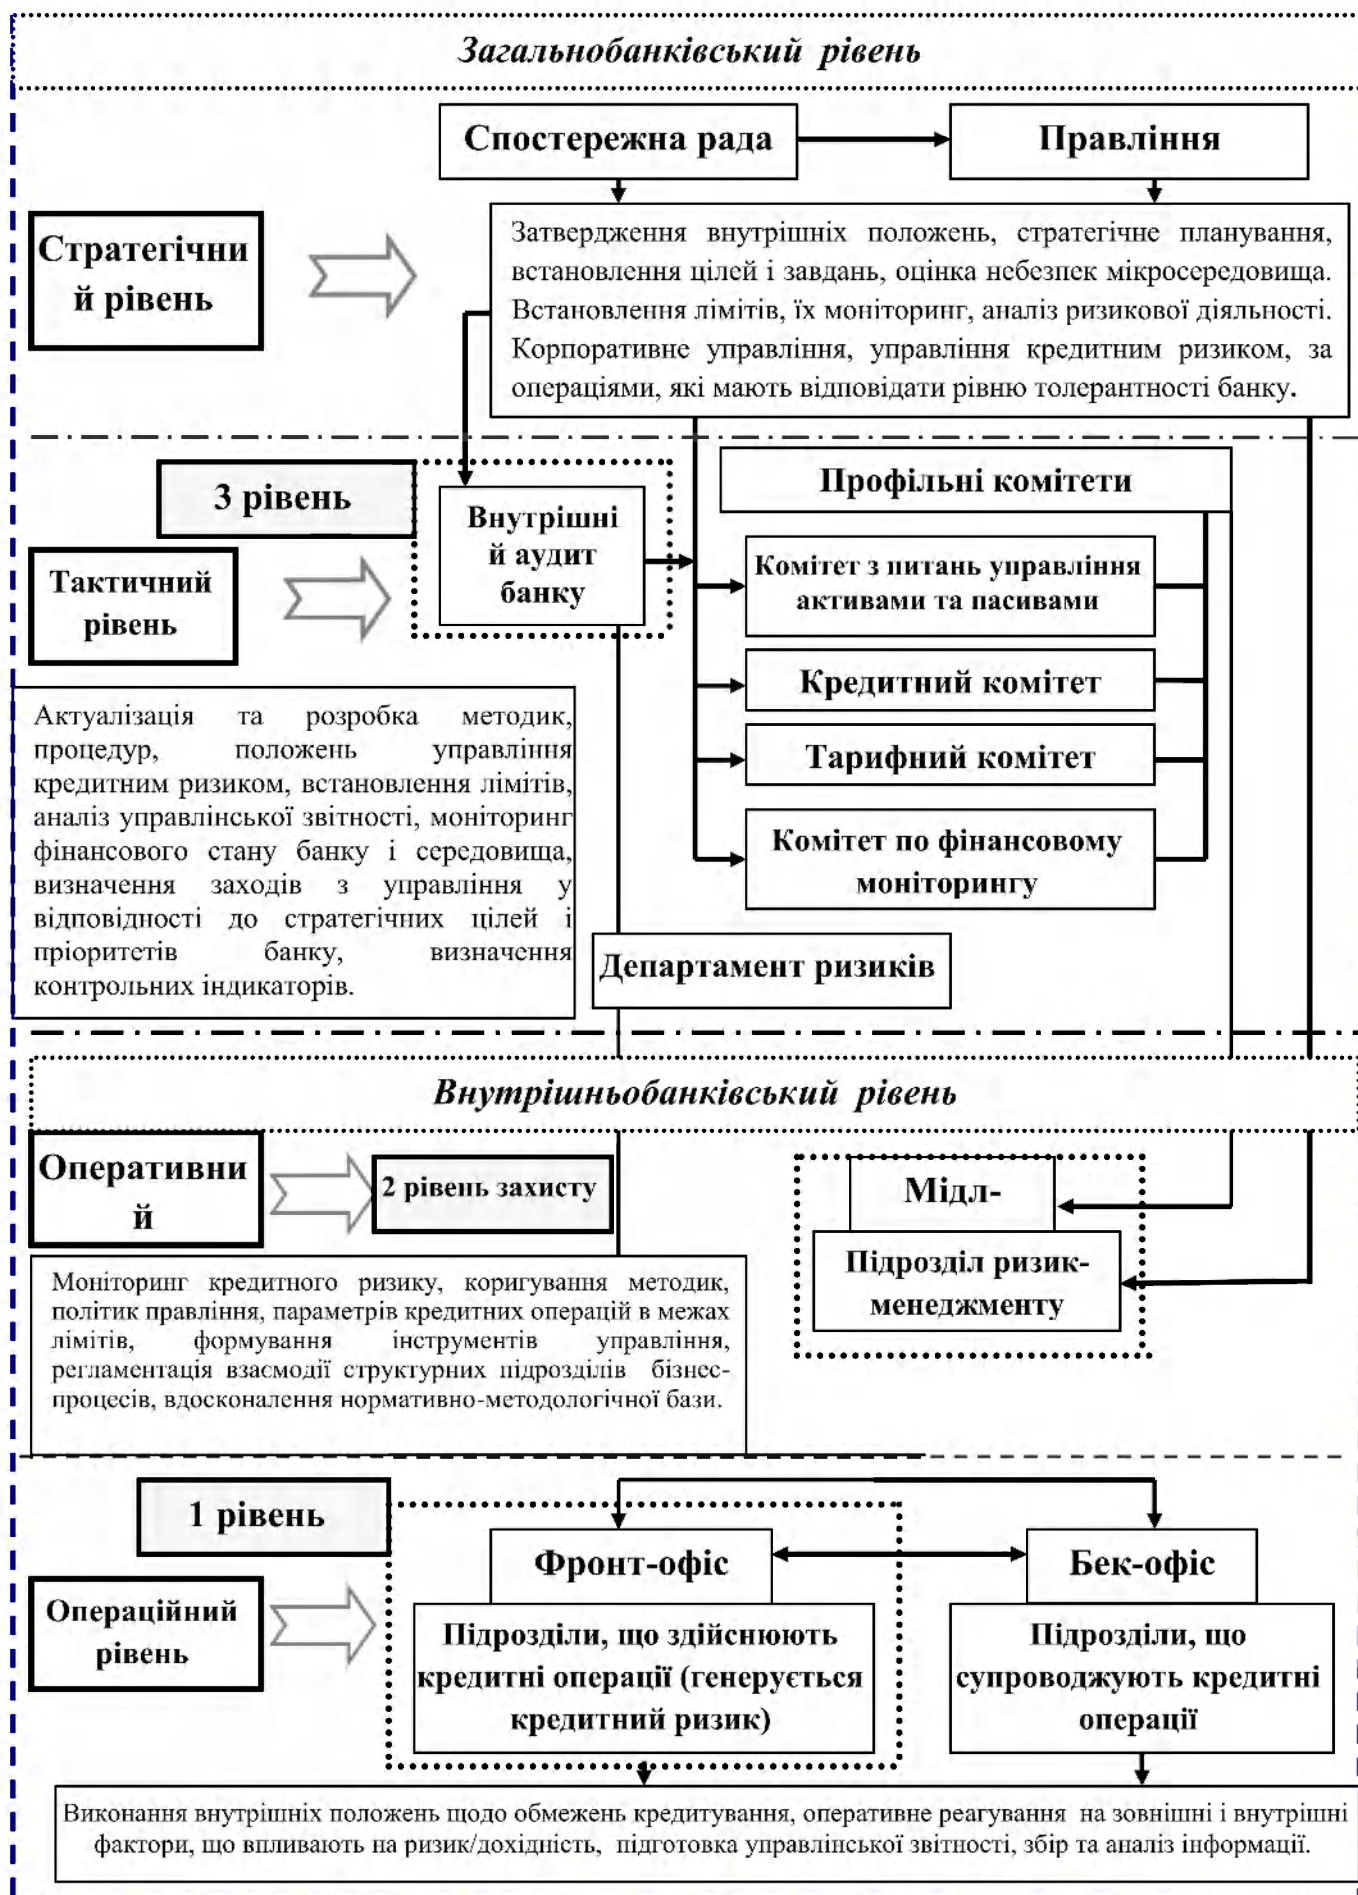 Загальнобанківський рівень
Спостережна рада
Правління
Стратегічни
й рівень
Затвердження внутрішніх положень, стратегічне планування,
встановлення цілей і завдань, оцінка небезпек мікросередовища.
Встановлення лімітів, їх моніторинг, аналіз ризикової діяльності.
Корпоративне управління, управління кредитним ризиком, за
операціями, які мають відповідати рівню толерантності банку.
3 рівень
Профільні комітети
Внутрішні
й аудит
банку
Тактичний
рівень
Комітет з питань управління
активами та пасивами
Кредитний комітет
Тарифний комітет
Комітет по фінансовому
моніторингу
Актуалізація та розробка методик,
процедур, положень управління
кредитним ризиком, встановлення лімітів,
аналіз управлінської звітності, моніторинг
фінансового стану банку і середовища,
визначення заходів з управління у
відповідності до стратегічних цілей і
пріоритетів банку, визначення
контрольних індикаторів.
Департамент ризиків
Внутрішньобанківський рівень
Оперативни
й
2 рівень захисту
Мідл-
Підрозділ ризик-
менеджменту
Моніторинг кредитного ризику, коригування методик,
політик правління, параметрів кредитних операцій в межах
лімітів, формування інструментів управління,
регламентація взаємодії структурних підрозділів бізнес-
процесів, вдосконалення нормативно-методологічної бази.
1 рівень
Фронт-офіс
Бек-офіс
Операційний
рівень
Підрозділи, що здійснюють
кредитні операції (генерується
кредитний ризик)
Підрозділи, що
супроводжують кредитні
операції
Виконання внутрішніх положень щодо обмежень кредитування, оперативне реагування на зовнішні і внутрішні
фактори, що впливають на ризик/дохідність, підготовка управлінської звітності, збір та аналіз інформації.